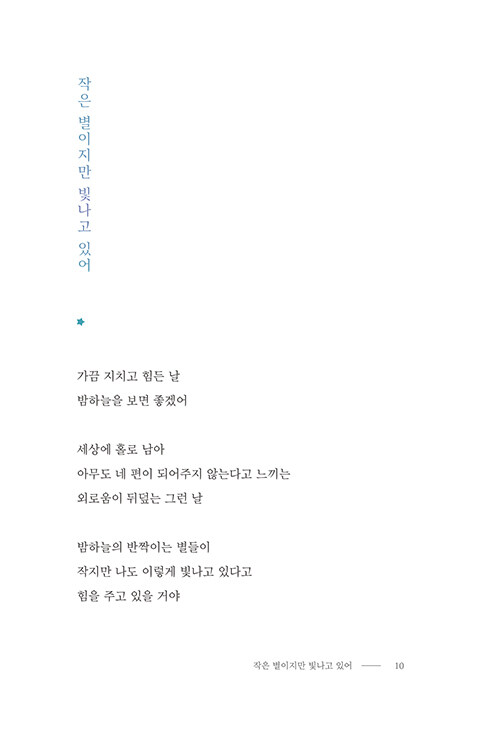 작은 별이지만 빛나고 있어
가끔 지치고 힘든 날
밤하늘을 보면 좋겠어
세상에 홀로 남아
아무도 네 편이 되어주지 않는다고 느끼는
외로움이 뒤덮는 그런 날
밤하늘의 반짝이는 별들이
작지만 나도 이렇게 빛나고 있다고
힘을 주고 있을 거야
작은 별이지만 빛나고 있어 —— 10